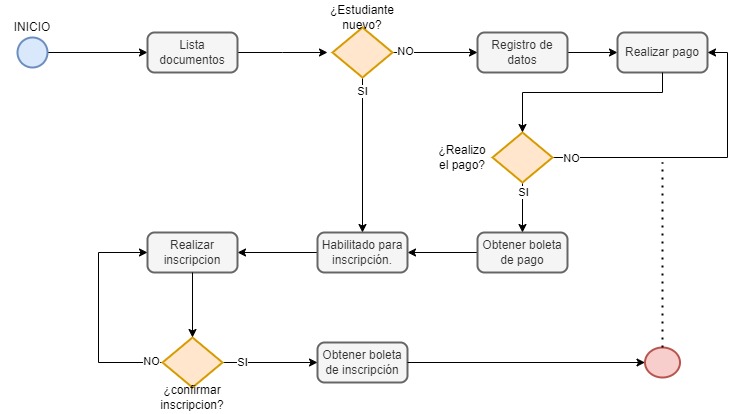 ¿Estudiante
nuevo?
INICIO
Lista
documentos
NO
Registro de
datos
Realizar pago
SI
¿Realizo
el pago?
NO
SI
Realizar
inscripcion
Habilitado para
inscripción.
Obtener boleta
de pago
NO
SI
Obtener boleta
de inscripción
¿confirmar
inscripcion?